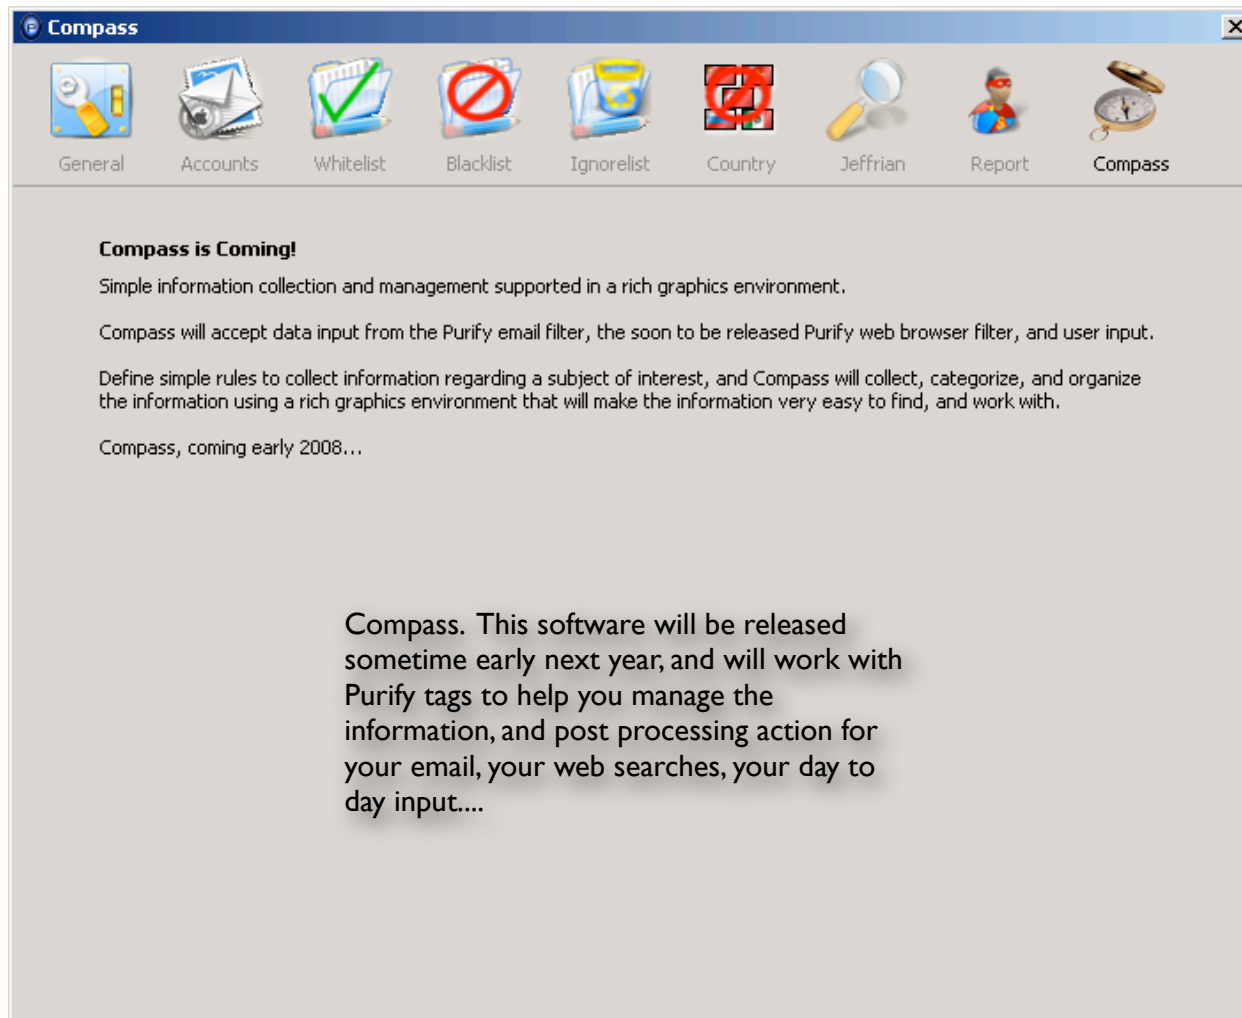 Compass
General Accounts Whitelist Blacklist Ignorelist Country Jeffrian Report Compass
Compass is Coming!
Simple information collection and management supported in a rich graphics environment.
Compass will accept data input from the Purify email filter, the soon to be released Purify web browser filter, and user input.
Define simple rules to collect information regarding a subject of interest, and Compass will collect, categorize, and organize
the information using a rich graphics environment that will make the information very easy to find, and work with.
Compass, coming early 2008...
Compass. This software will be released
sometime early next year, and will work with
Purify tags to help you manage the
information, and post processing action for
your email, your web searches, your day to
day input....